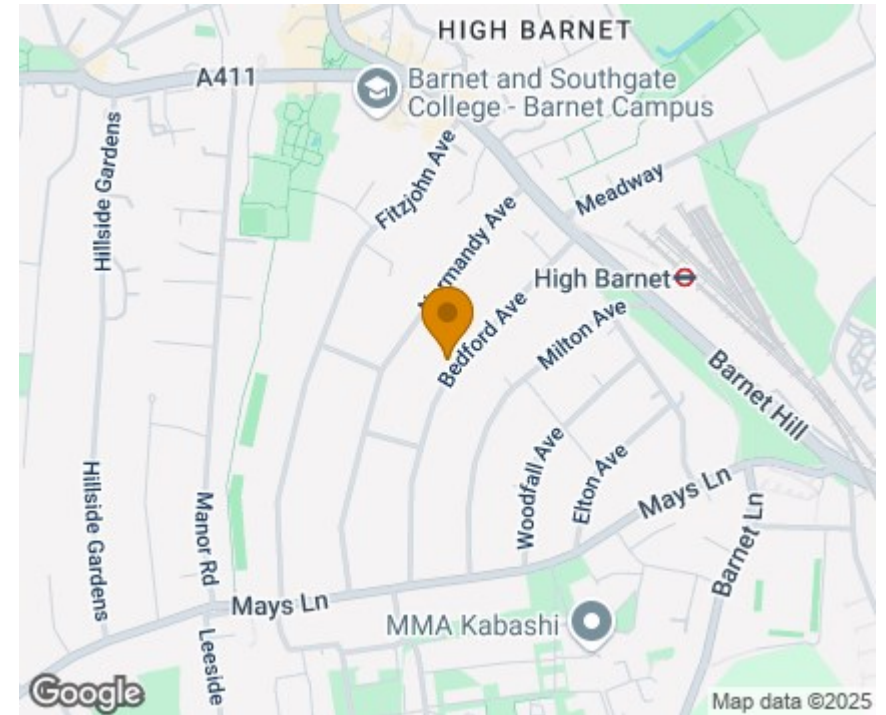 HIGH BARNET
A411
Barnet and Southgate
College - Barnet Campus
Hillside Gardens
Fitzjohn Ave
Meadway
Normandy Ave
High Barnet
Bedford Ave
Milton Ave
Barnet Hill
Woodfall Ave
Elton Ave
Hillside Gardens
Manor Rd
Mays Ln
Barnet Ln
Mays Ln
Leeside
MMA Kabashi
Google
Map data ©2025